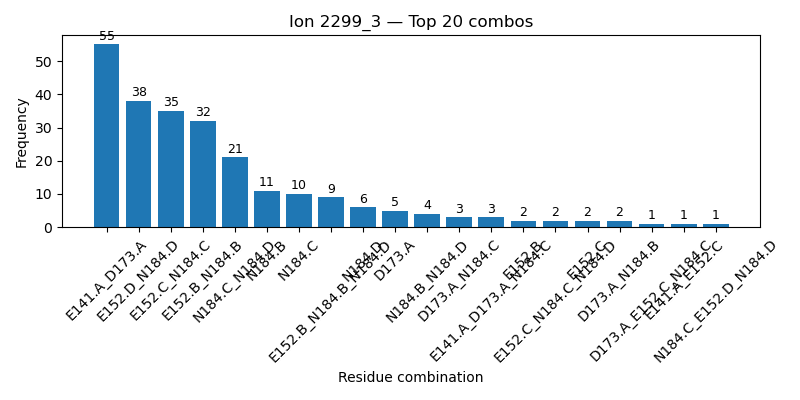 Ion 2299_3 — Top 20 combos
Frequency
50
40
30
20
10
0
55
38
35
32
21
11
10
9
6
5
4
3
3
2
2
2
2
1
1
1
E141.A_D173.A
E152.D_N184.D
E152.C_N184.C
E152.B_N184.B
N184.C_N184.D
N184.B
N184.C
E152.B_N184.B_N184.D
N184.D
D173.A
N184.B_N184.D
D173.A_N184.C
E141.A_D173.A_N184.C
E152.B
E152.C_N184.C_N184.D
E152.C
D173.A_N184.B
D173.A_E152.C_N184.C
E141.A_E152.C
N184.C_E152.D_N184.D
Residue combination